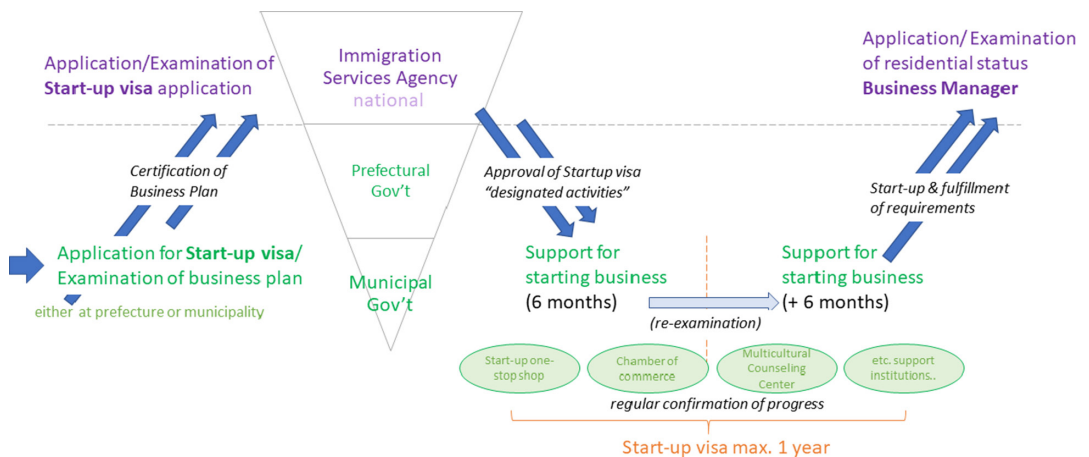 Application/Examination of
Start-up visa application
Immigration
Services Agency
national
Application/ Examination
of residential status
Business Manager
Certification of
Business Plan
Prefectural
Gov't
Approval of Startup visa
“designated activities”
Start-up & fulfillment
of requirements
Application for Start-up visa/
Examination of business plan
either at prefecture or municipality
Municipal
Gov't
Support for
starting business
(6 months)
(re-examination)
Support for
starting business
(+ 6 months)
Start-up one-
stop shop
Chamber of
commerce
Multicultural
Counseling
Center
etc. support
institutions..
regular confirmation of progress
Start-up visa max. 1 year